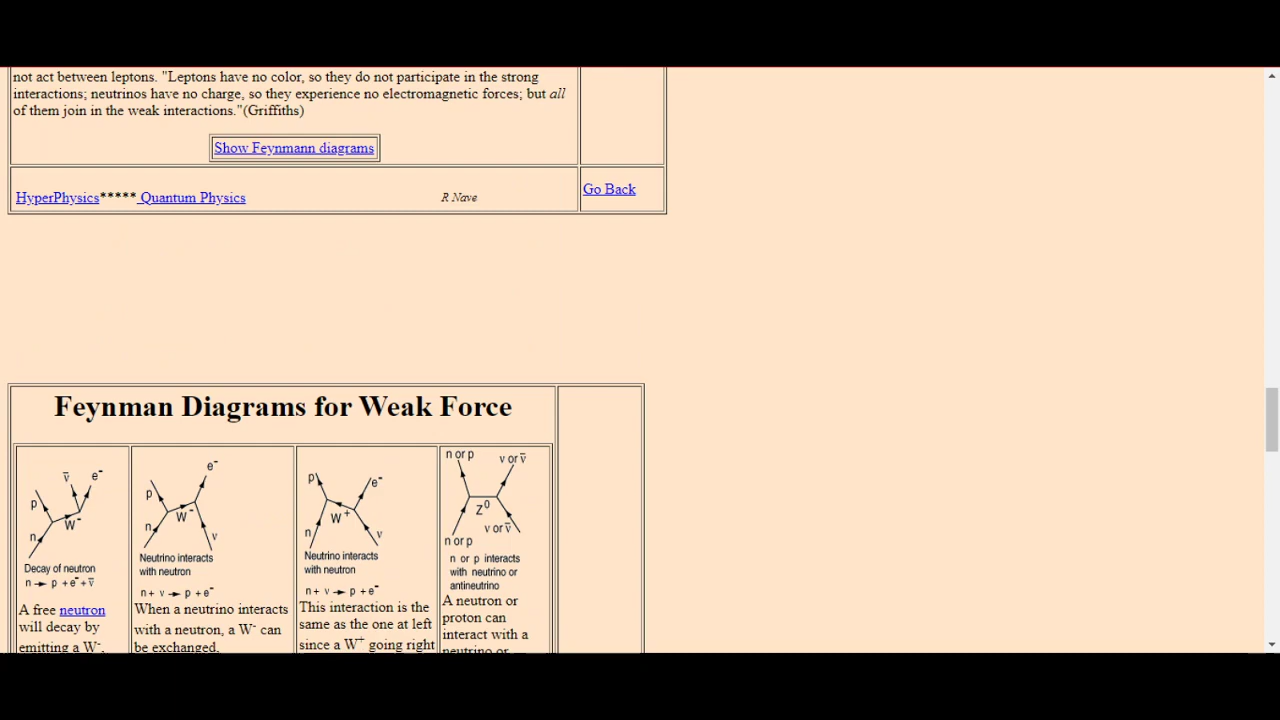 not act between leptons. "Leptons have no color, so they do not participate in the strong
interactions; neutrinos have no charge, so they experience no electromagnetic forces; but all
of them join in the weak interactions."(Griffiths)
Show Feynmann diagrams
HyperPhysics***** Quantum Physics
R Nave
Go Back
Feynman Diagrams for Weak Force
ν̅ e⁻
p
W⁻
n
Decay of neutron
n → p + e⁻ + ν̅
A free neutron
will decay by
emitting a W⁻,
e⁻
p
W⁻
n
ν
Neutrino interacts
with neutron
n + ν → p + e⁻
When a neutrino interacts
with a neutron, a W⁻ can
be exchanged,
p
e⁻
W⁺
n
ν
Neutrino interacts
with neutron
n + ν → p + e⁻
This interaction is the
same as the one at left
since a W⁺ going right
n or p
ν or ν̅
Z⁰
ν or ν̅
n or p
n or p interacts
with neutrino or
antineutrino
A neutron or
proton can
interact with a
neutrino or